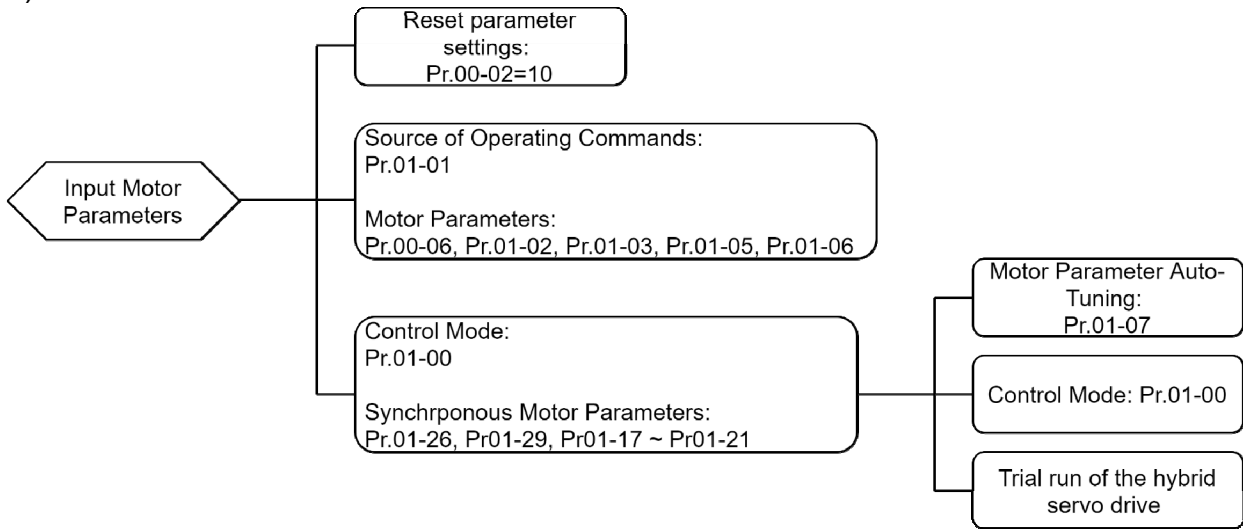 Reset parameter
settings:
Pr.00-02=10
Source of Operating Commands:
Pr.01-01
Input Motor
Parameters
Motor Parameters:
Pr.00-06, Pr.01-02, Pr.01-03, Pr.01-05, Pr.01-06
Control Mode:
Pr.01-00
Synchrponous Motor Parameters:
Pr.01-26, Pr01-29, Pr01-17 ~ Pr01-21
Motor Parameter Auto-
Tuning:
Pr.01-07
Control Mode: Pr.01-00
Trial run of the hybrid
servo drive